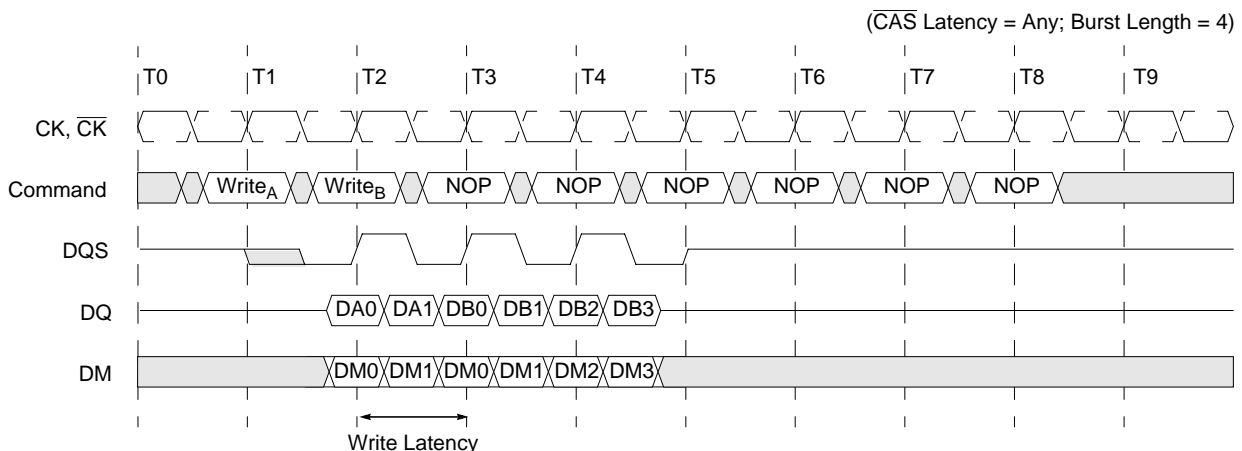 (CAS Latency = Any; Burst Length = 4)
T0 T1 T2 T3 T4 T5 T6 T7 T8 T9
CK, CK
Command WriteA WriteB NOP NOP NOP NOP NOP NOP
DQS
DQ DA0 DA1 DB0 DB1 DB2 DB3
DM DM0 DM1 DM0 DM1 DM2 DM3
Write Latency